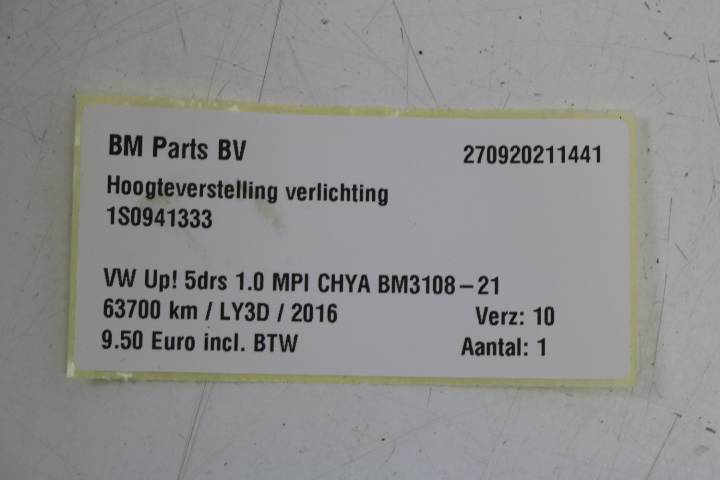 BM Parts BV 270920211441
Hoogteverstelling verlichting
1S0941333
VW Up! 5drs 1.0 MPI CHYA BM3108-21
63700 km / LY3D / 2016 Verz: 10
9.50 Euro incl. BTW Aantal: 1